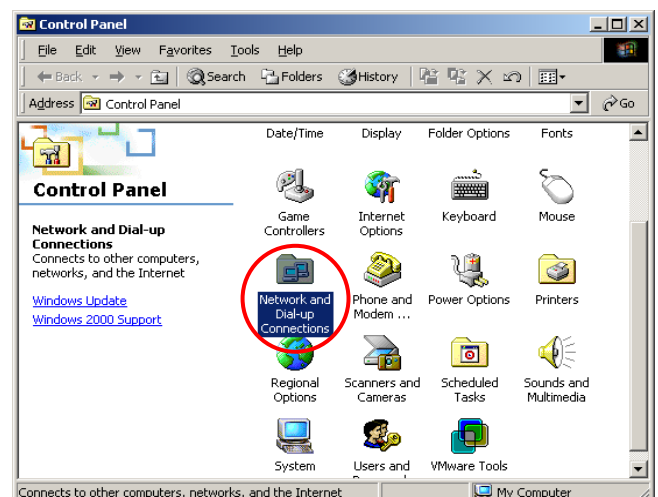 Control Panel
File Edit View Favorites Tools Help
Back Search Folders History
Address Control Panel Go
Control Panel
Network and Dial-up
Connections
Connects to other computers,
networks, and the Internet
Windows Update
Windows 2000 Support
Date/Time Display Folder Options Fonts
Game
Controllers
Internet
Options
Keyboard
Mouse
Network and
Dial-up
Connections
Phone and
Modem ...
Power Options
Printers
Regional
Options
Scanners and
Cameras
Scheduled
Tasks
Sounds and
Multimedia
System
Users and
VMware Tools
Connects to other computers, networks, and the Internet My Computer